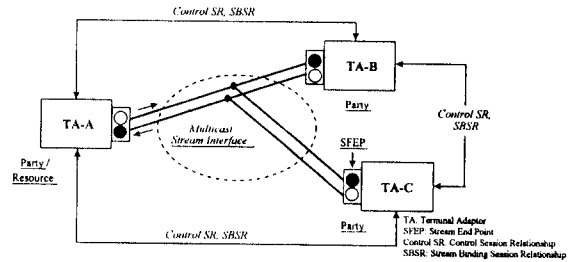 Control SR, SBSR
TA-B
Party
TA-A
Party /
Resource
Multicast
Stream Interface
Control SR,
SBSR
SFEP
TA-C
Party
Control SR, SBSR
TA: Terminal Adaptor
SFEP: Stream End Point
Control SR: Control Session Relationship
SBSR: Stream Binding Session Relationship